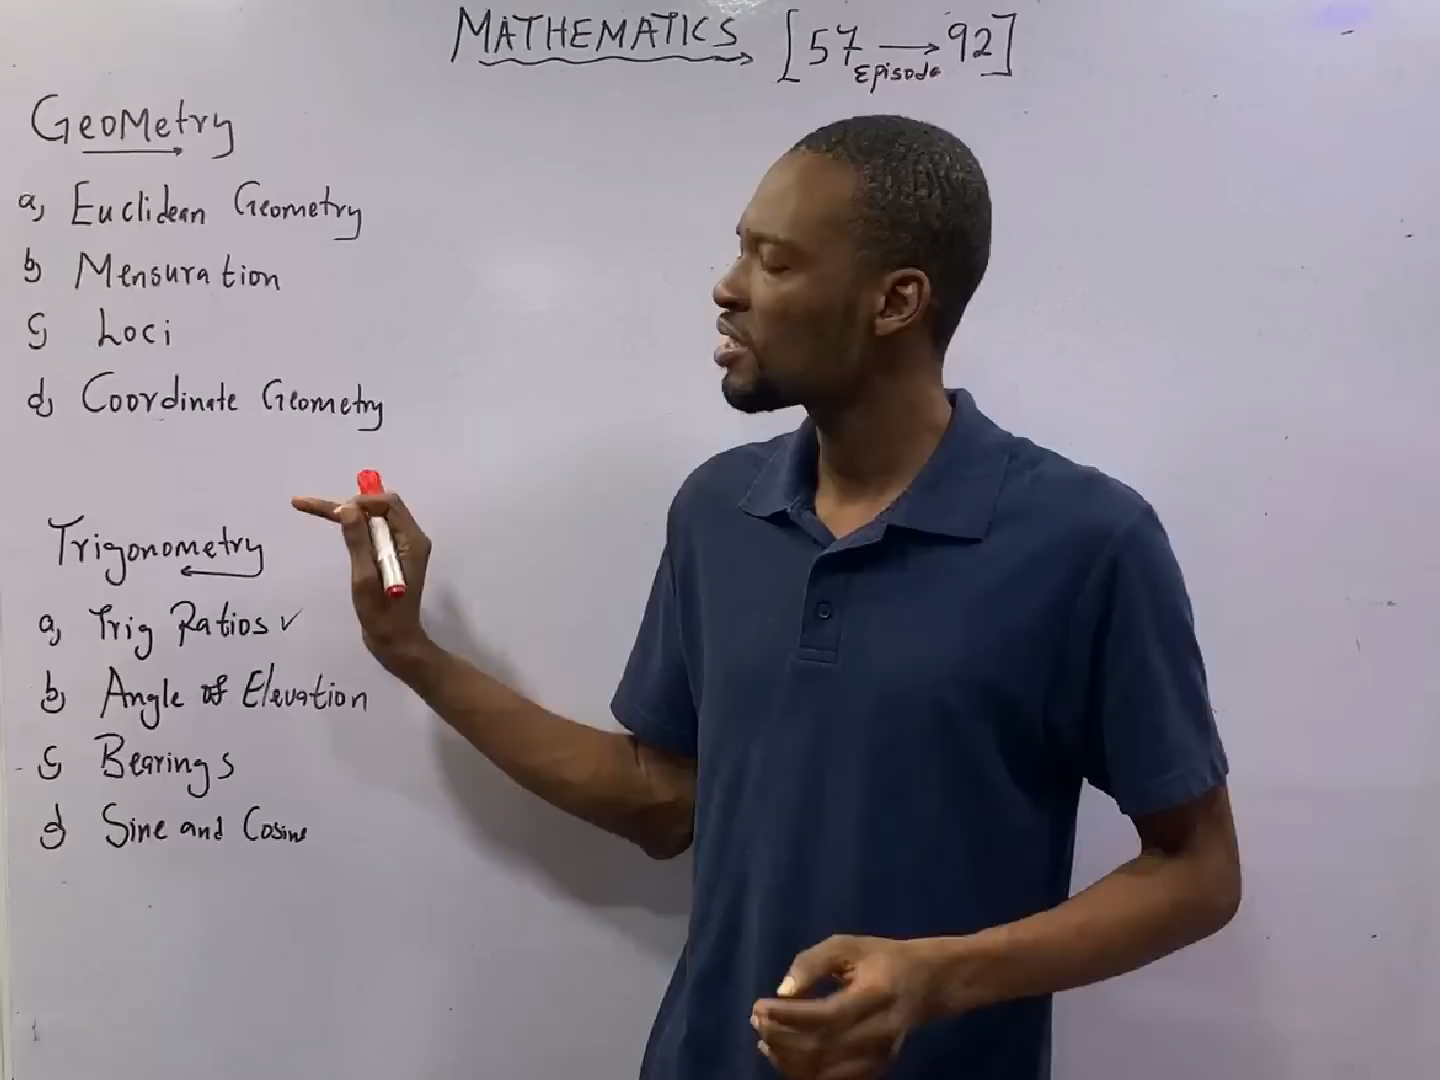 MATHEMATICS [57 → 92]
Episode
Geometry
a, Euclidean Geometry
b, Mensuration
c, Loci
d, Coordinate Geometry
Trigonometry
a, Trig Ratios ✓
b, Angle of Elevation
c, Bearings
d, Sine and Cosine